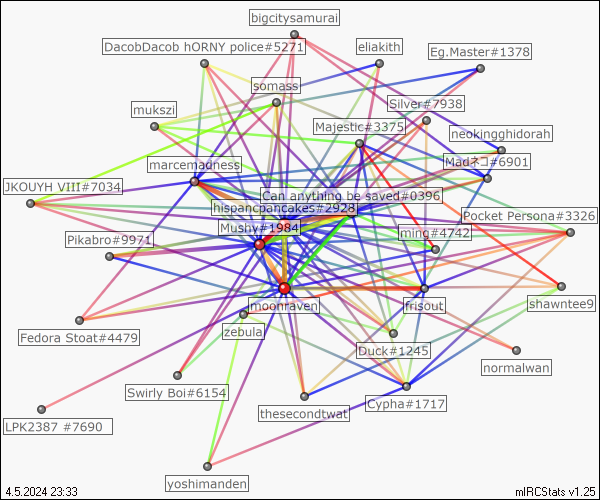 bigcitysamurai
DacobDacob hORNY police#5271
eliakith
Eg.Master#1378
somass
Silver#7938
mukszi
Majestic#3375
neokingghidorah
marcemadness
Madネコ#6901
JKOUYH VIII#7034
Can anything be saved#0396
hispancpancakes#2928
Pocket Persona#3326
Mushy#1984
ming#4742
Pikabro#9971
moonraven
frisout
shawntee9
zebula
Fedora Stoat#4479
Duck#1245
normalwan
Swirly Boi#6154
Cypha#1717
thesecondtwat
LPK2387 #7690
yoshimanden
4.5.2024 23:33
mIRCStats v1.25